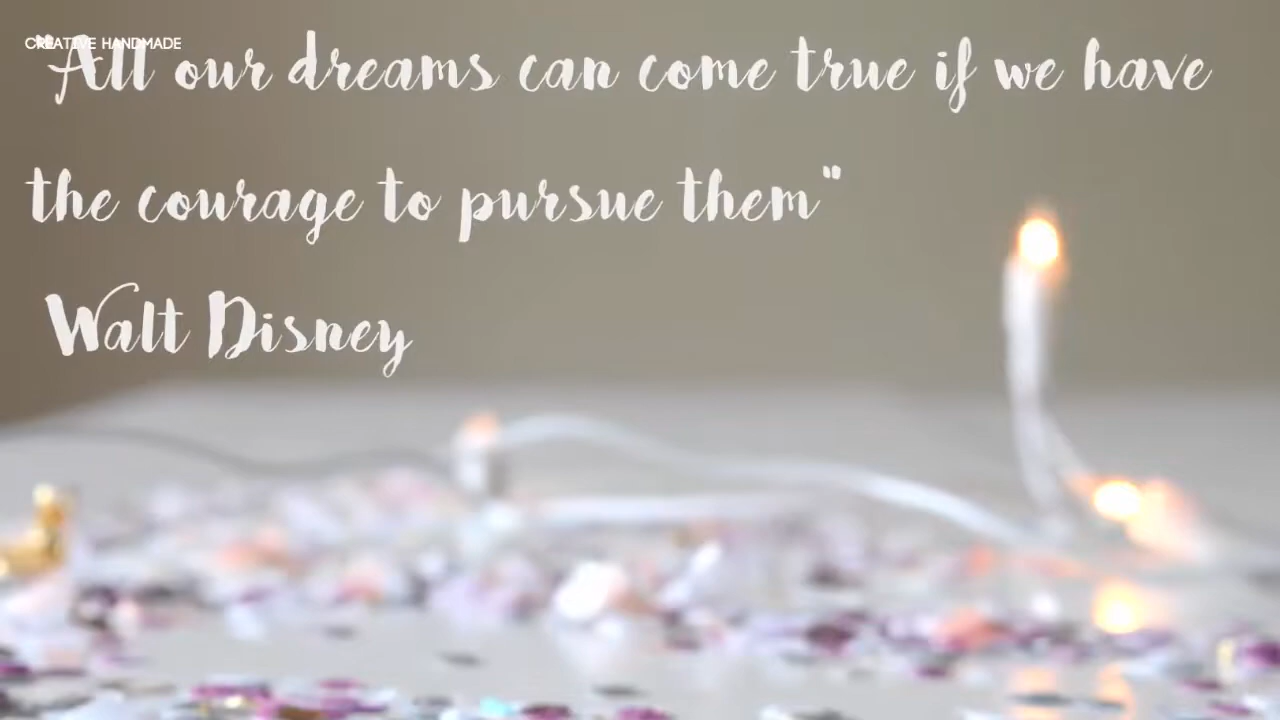 CREATIVE HANDMADE
"All our dreams can come true if we have
the courage to pursue them"
Walt Disney